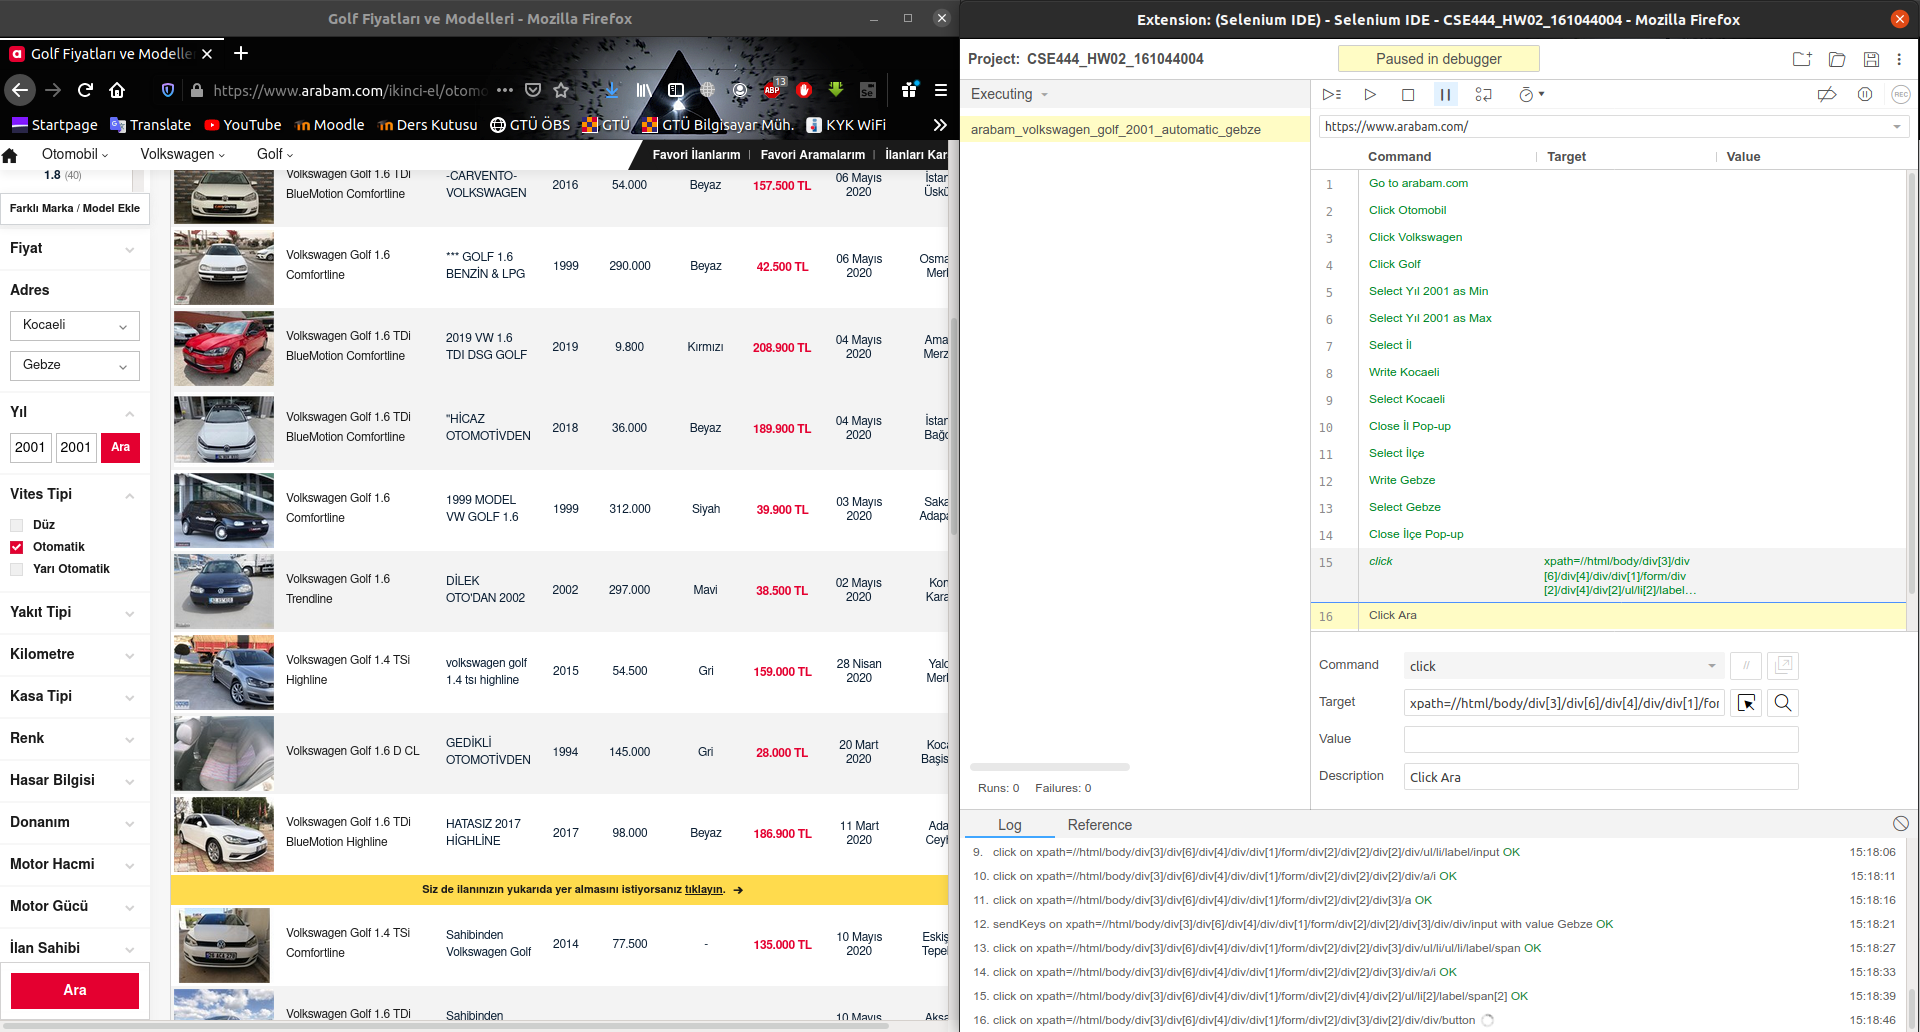 Golf Fiyatları ve Modelleri - Mozilla Firefox
Golf Fiyatları ve Modelle
https://www.arabam.com/ikinci-el/otomo
13
ABP
Se
Startpage
Translate
YouTube
Moodle
Ders Kutusu
GTÜ ÖBS
GTÜ
GTÜ Bilgisayar Müh.
KYK WiFi
Otomobil
Volkswagen
Golf
Favori İlanlarım
Favori Aramalarım
İlanları Kar
1.8 (40)
Farklı Marka / Model Ekle
Fiyat
Adres
Kocaeli
Gebze
Yıl
2001
2001
Ara
Vites Tipi
Düz
Otomatik
Yarı Otomatik
Yakıt Tipi
Kilometre
Kasa Tipi
Renk
Hasar Bilgisi
Donanım
Motor Hacmi
Motor Gücü
İlan Sahibi
Ara
Volkswagen Golf 1.6 TDi -CARVENTO- 2016 54.000 Beyaz 157.500 TL 06 Mayıs İstan
BlueMotion Comfortline VOLKSWAGEN 2020 Üskü
Volkswagen Golf 1.6 *** GOLF 1.6 1999 290.000 Beyaz 42.500 TL 06 Mayıs Osma
Comfortline BENZİN & LPG 2020 Merk
Volkswagen Golf 1.6 TDi 2019 VW 1.6 2019 9.800 Kırmızı 208.900 TL 04 Mayıs Ama
BlueMotion Comfortline TDI DSG GOLF 2020 Merz
Volkswagen Golf 1.6 TDi "HİCAZ 2018 36.000 Beyaz 189.900 TL 04 Mayıs İstan
BlueMotion Comfortline OTOMOTİVDEN 2020 Bağc
Volkswagen Golf 1.6 1999 MODEL 1999 312.000 Siyah 39.900 TL 03 Mayıs Saka
Comfortline VW GOLF 1.6 2020 Adapa
Volkswagen Golf 1.6 DİLEK 2002 297.000 Mavi 38.500 TL 02 Mayıs Kon
Trendline OTO'DAN 2002 2020 Kara
Volkswagen Golf 1.4 TSi volkswagen golf 2015 54.500 Gri 159.000 TL 28 Nisan Yalo
Highline 1.4 tsı highline 2020 Merk
Volkswagen Golf 1.6 D CL GEDİKLİ 1994 145.000 Gri 28.000 TL 20 Mart Koca
OTOMOTİVDEN 2020 Başis
Volkswagen Golf 1.6 TDi HATASIZ 2017 2017 98.000 Beyaz 186.900 TL 11 Mart Ada
BlueMotion Highline HİGHLİNE 2020 Ceyh
Siz de ilanınızın yukarıda yer almasını istiyorsanız tıklayın. →
Volkswagen Golf 1.4 TSi Sahibinden 2014 77.500 - 135.000 TL 10 Mayıs Eskiş
Comfortline Volkswagen Golf 2020 Tepel
Volkswagen Golf 1.6 TDi Sahibinden 10 Mayıs Aksa
Extension: (Selenium IDE) - Selenium IDE - CSE444_HW02_161044004 - Mozilla Firefox
Project: CSE444_HW02_161044004
Paused in debugger
Executing
arabam_volkswagen_golf_2001_automatic_gebze
Runs: 0 Failures: 0
REC
https://www.arabam.com/
Command Target Value
1 Go to arabam.com
2 Click Otomobil
3 Click Volkswagen
4 Click Golf
5 Select Yıl 2001 as Min
6 Select Yıl 2001 as Max
7 Select İl
8 Write Kocaeli
9 Select Kocaeli
10 Close İl Pop-up
11 Select İlçe
12 Write Gebze
13 Select Gebze
14 Close İlçe Pop-up
15 click xpath=//html/body/div[3]/div
[6]/div[4]/div/div[1]/form/div
[2]/div[4]/div[2]/ul/li[2]/label...
16 Click Ara
Command click //
Target xpath=//html/body/div[3]/div[6]/div[4]/div/div[1]/for
Value
Description Click Ara
Log Reference
9. click on xpath=//html/body/div[3]/div[6]/div[4]/div/div[1]/form/div[2]/div[2]/div[2]/div/ul/li/label/input OK 15:18:06
10. click on xpath=//html/body/div[3]/div[6]/div[4]/div/div[1]/form/div[2]/div[2]/div[2]/div/a/i OK 15:18:11
11. click on xpath=//html/body/div[3]/div[6]/div[4]/div/div[1]/form/div[2]/div[2]/div[3]/a OK 15:18:16
12. sendKeys on xpath=//html/body/div[3]/div[6]/div[4]/div/div[1]/form/div[2]/div[2]/div[3]/div/div/input with value Gebze OK 15:18:21
13. click on xpath=//html/body/div[3]/div[6]/div[4]/div/div[1]/form/div[2]/div[2]/div[3]/div/ul/li/ul/li/label/span OK 15:18:27
14. click on xpath=//html/body/div[3]/div[6]/div[4]/div/div[1]/form/div[2]/div[2]/div[3]/div/a/i OK 15:18:33
15. click on xpath=//html/body/div[3]/div[6]/div[4]/div/div[1]/form/div[2]/div[4]/div[2]/ul/li[2]/label/span[2] OK 15:18:39
16. click on xpath=//html/body/div[3]/div[6]/div[4]/div/div[1]/form/div[2]/div[3]/div[2]/div/div/button 15:18:46